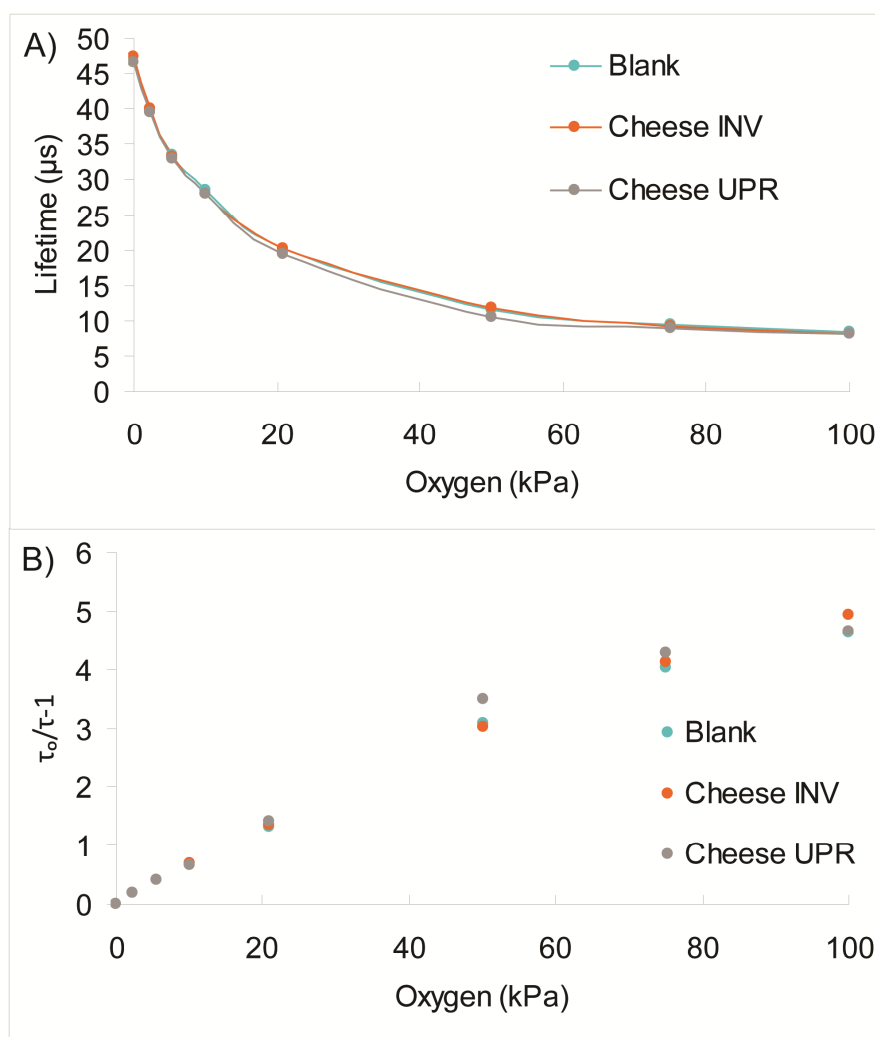 A)
Lifetime (µs)
50
45
40
35
30
25
20
15
10
5
0
Blank
Cheese INV
Cheese UPR
0 20 40 60 80 100
Oxygen (kPa)
B)
τₒ/τ-1
6
5
4
3
2
1
0
Blank
Cheese INV
Cheese UPR
0 20 40 60 80 100
Oxygen (kPa)